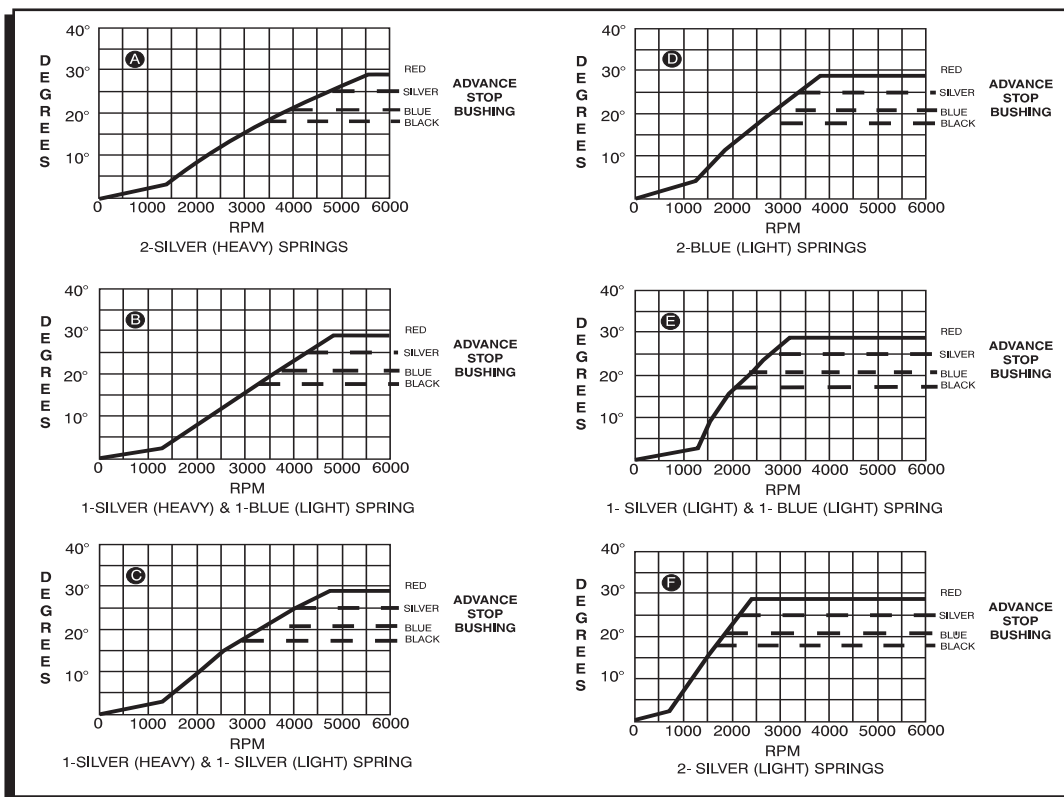 40°
30°
20°
10°
DEGREES
A
RED
SILVER
BLUE
BLACK
ADVANCE
STOP
BUSHING
0 1000 2000 3000 4000 5000 6000
RPM
2-SILVER (HEAVY) SPRINGS
40°
30°
20°
10°
DEGREES
D
RED
SILVER
BLUE
BLACK
ADVANCE
STOP
BUSHING
0 1000 2000 3000 4000 5000 6000
RPM
2-BLUE (LIGHT) SPRINGS
40°
30°
20°
10°
DEGREES
B
RED
SILVER
BLUE
BLACK
ADVANCE
STOP
BUSHING
0 1000 2000 3000 4000 5000 6000
RPM
1-SILVER (HEAVY) & 1-BLUE (LIGHT) SPRING
40°
30°
20°
10°
DEGREES
E
RED
SILVER
BLUE
BLACK
ADVANCE
STOP
BUSHING
0 1000 2000 3000 4000 5000 6000
RPM
1- SILVER (LIGHT) & 1- BLUE (LIGHT) SPRING
40°
30°
20°
10°
DEGREES
C
RED
SILVER
BLUE
BLACK
ADVANCE
STOP
BUSHING
0 1000 2000 3000 4000 5000 6000
RPM
1-SILVER (HEAVY) & 1- SILVER (LIGHT) SPRING
40°
30°
20°
10°
DEGREES
F
RED
SILVER
BLUE
BLACK
ADVANCE
STOP
BUSHING
0 1000 2000 3000 4000 5000 6000
RPM
2- SILVER (LIGHT) SPRINGS